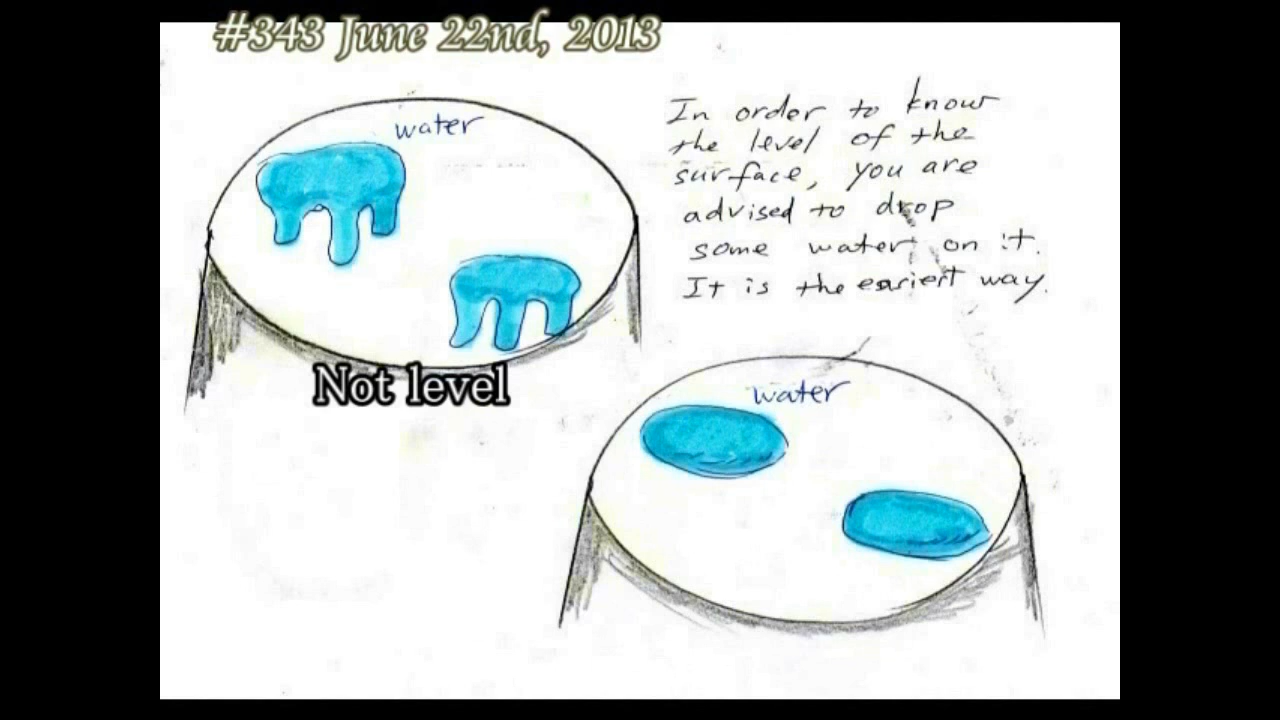 #343 June 22nd, 2013
water
In order to know
the level of the
surface, you are
advised to drop
some water on it.
It is the easiest way.
Not level
water